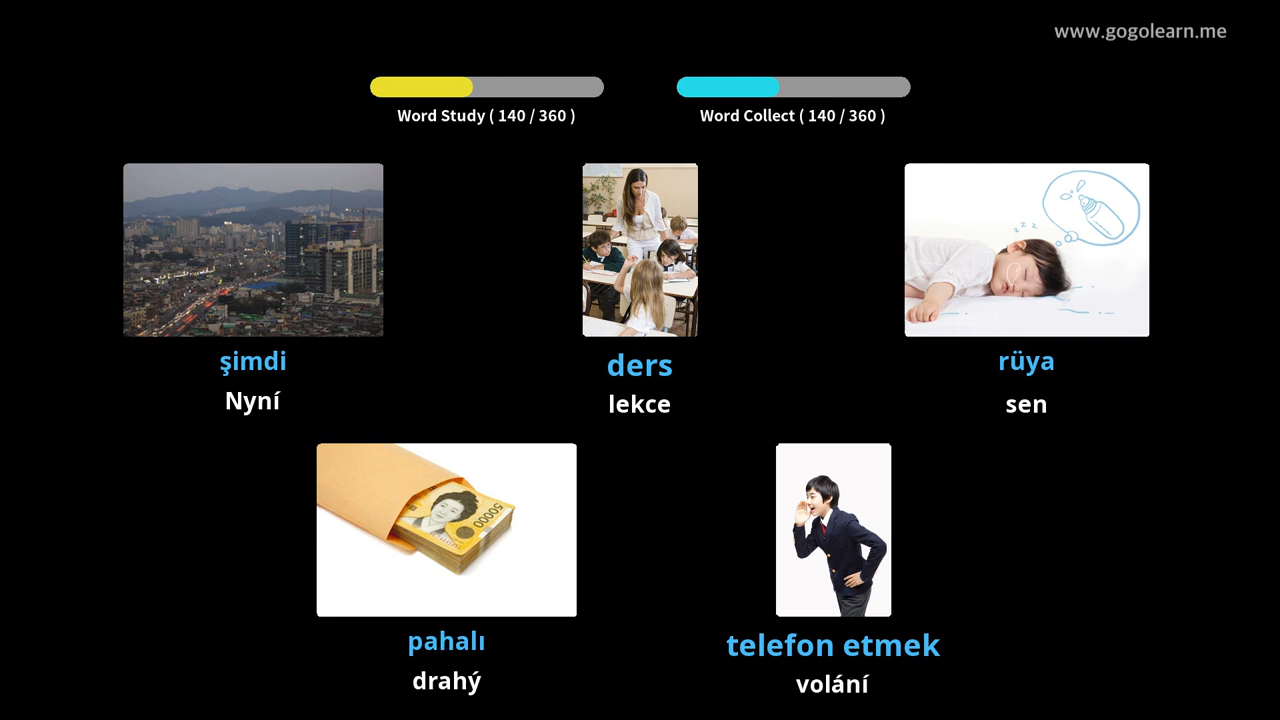 www.gogolearn.me
Word Study ( 140 / 360 )
Word Collect ( 140 / 360 )
şimdi
Nyní
ders
lekce
z z z
rüya
sen
50000
pahalı
drahý
telefon etmek
volání